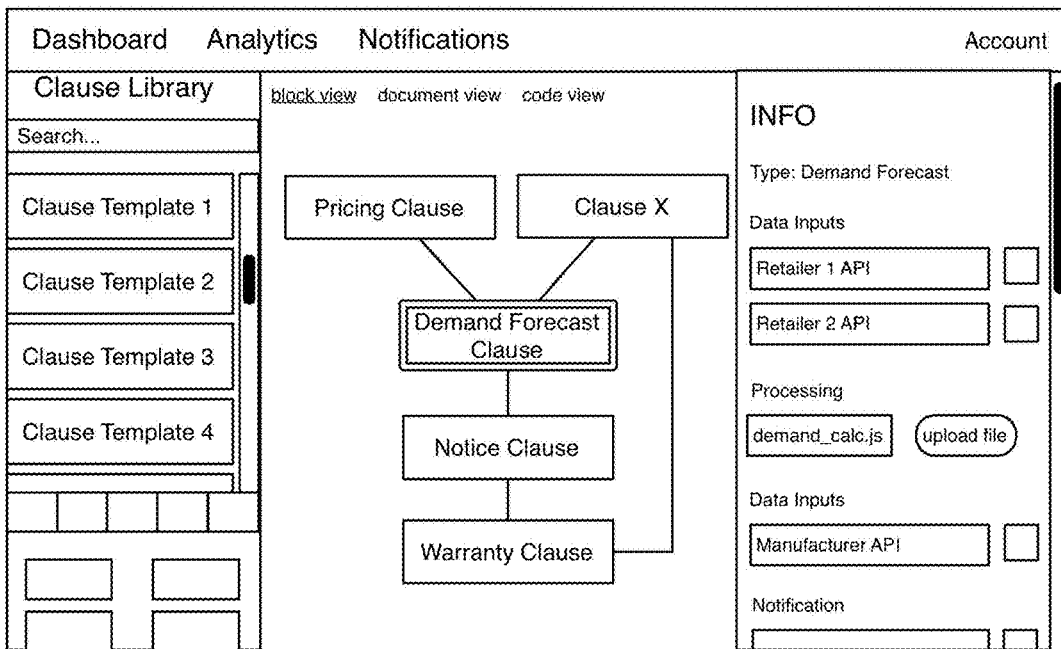 Dashboard Analytics Notifications Account
Clause Library
Search...
Clause Template 1
Clause Template 2
Clause Template 3
Clause Template 4
block view document view code view
Pricing Clause
Clause X
Demand Forecast
Clause
Notice Clause
Warranty Clause
INFO
Type: Demand Forecast
Data Inputs
Retailer 1 API
Retailer 2 API
Processing
demand_calc.js
upload file
Data Inputs
Manufacturer API
Notification